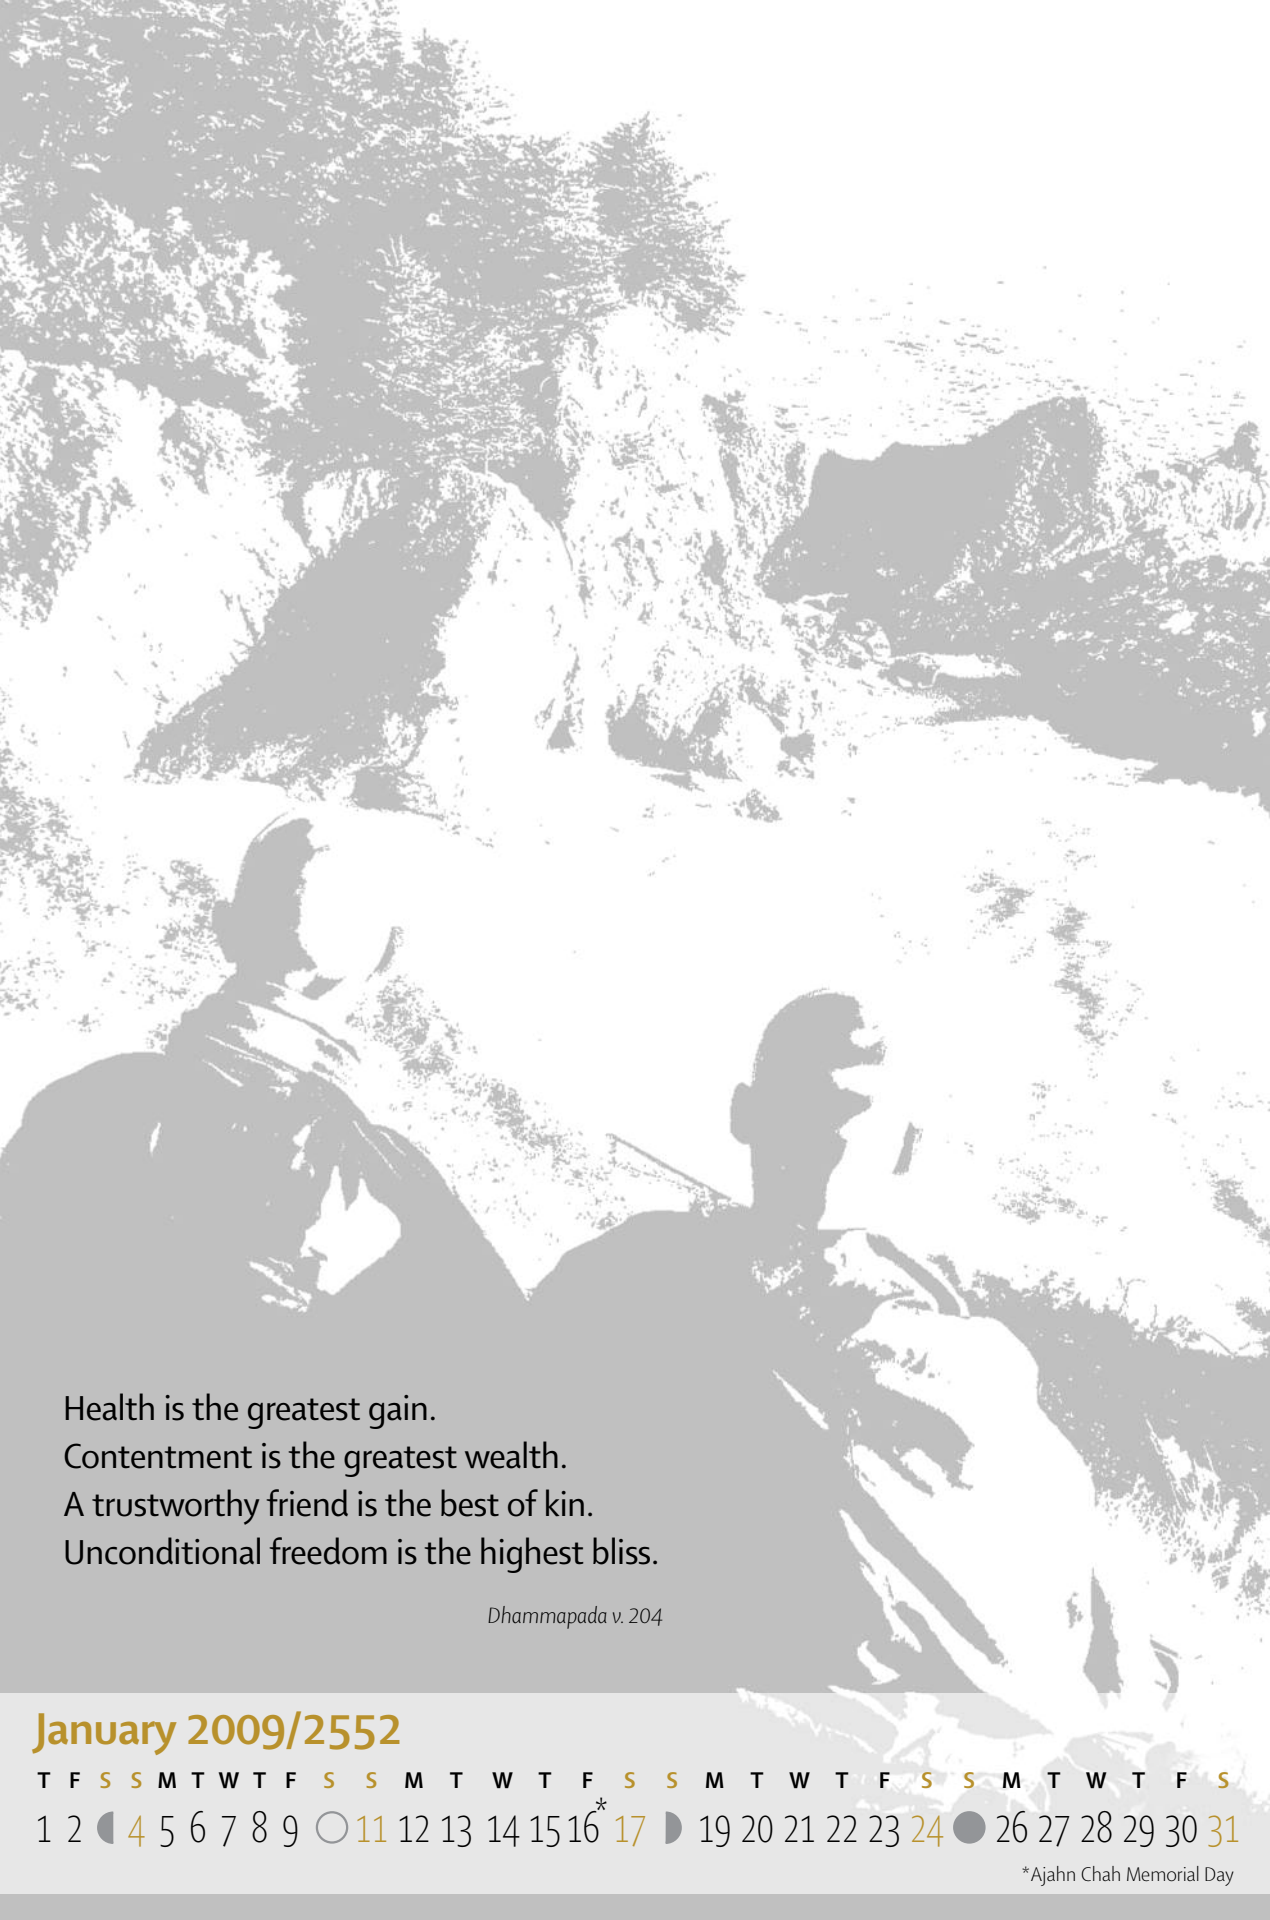 Health is the greatest gain.
Contentment is the greatest wealth.
A trustworthy friend is the best of kin.
Unconditional freedom is the highest bliss.
Dhammapada v. 204
January 2009/2552
T F S S M T W T F S S M T W T F S S M T W T F S S M T W T F S
1 2 4 5 6 7 8 9 11 12 13 14 15 16* 17 19 20 21 22 23 24 26 27 28 29 30 31
*Ajahn Chah Memorial Day